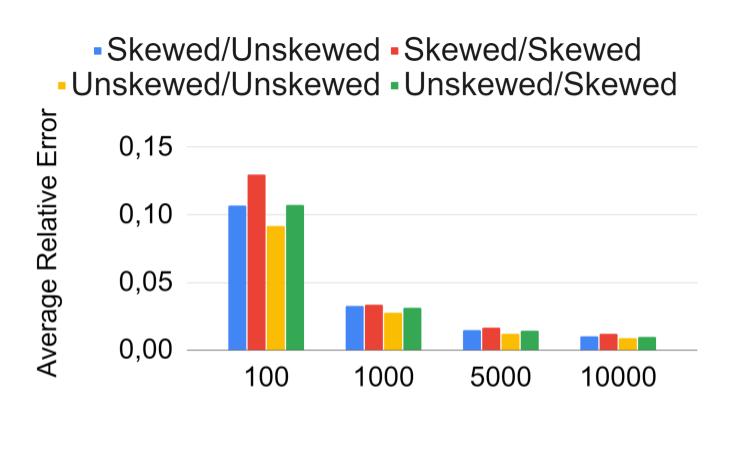 Skewed/Unskewed Skewed/Skewed
Unskewed/Unskewed Unskewed/Skewed
Average Relative Error
0,15
0,10
0,05
0,00
100 1000 5000 10000